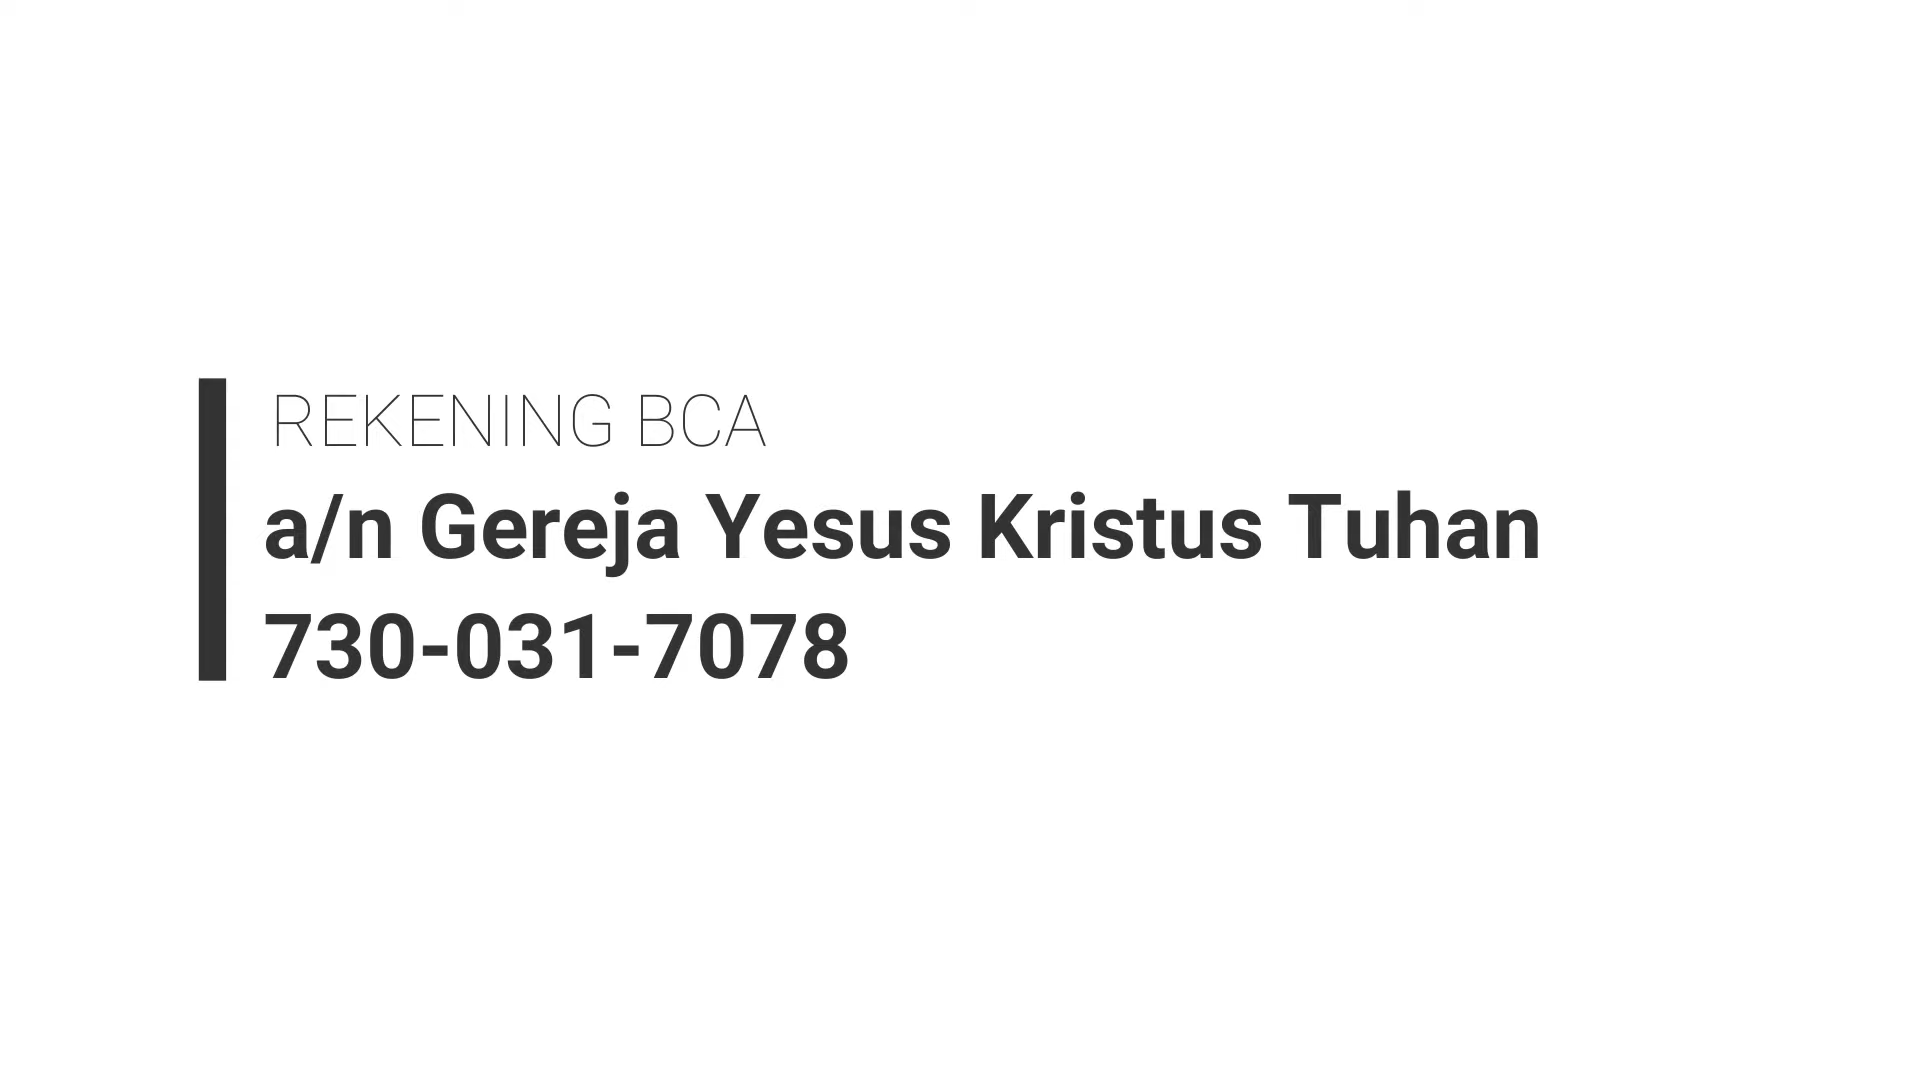 REKENING BCA
a/n Gereja Yesus Kristus Tuhan
730-031-7078